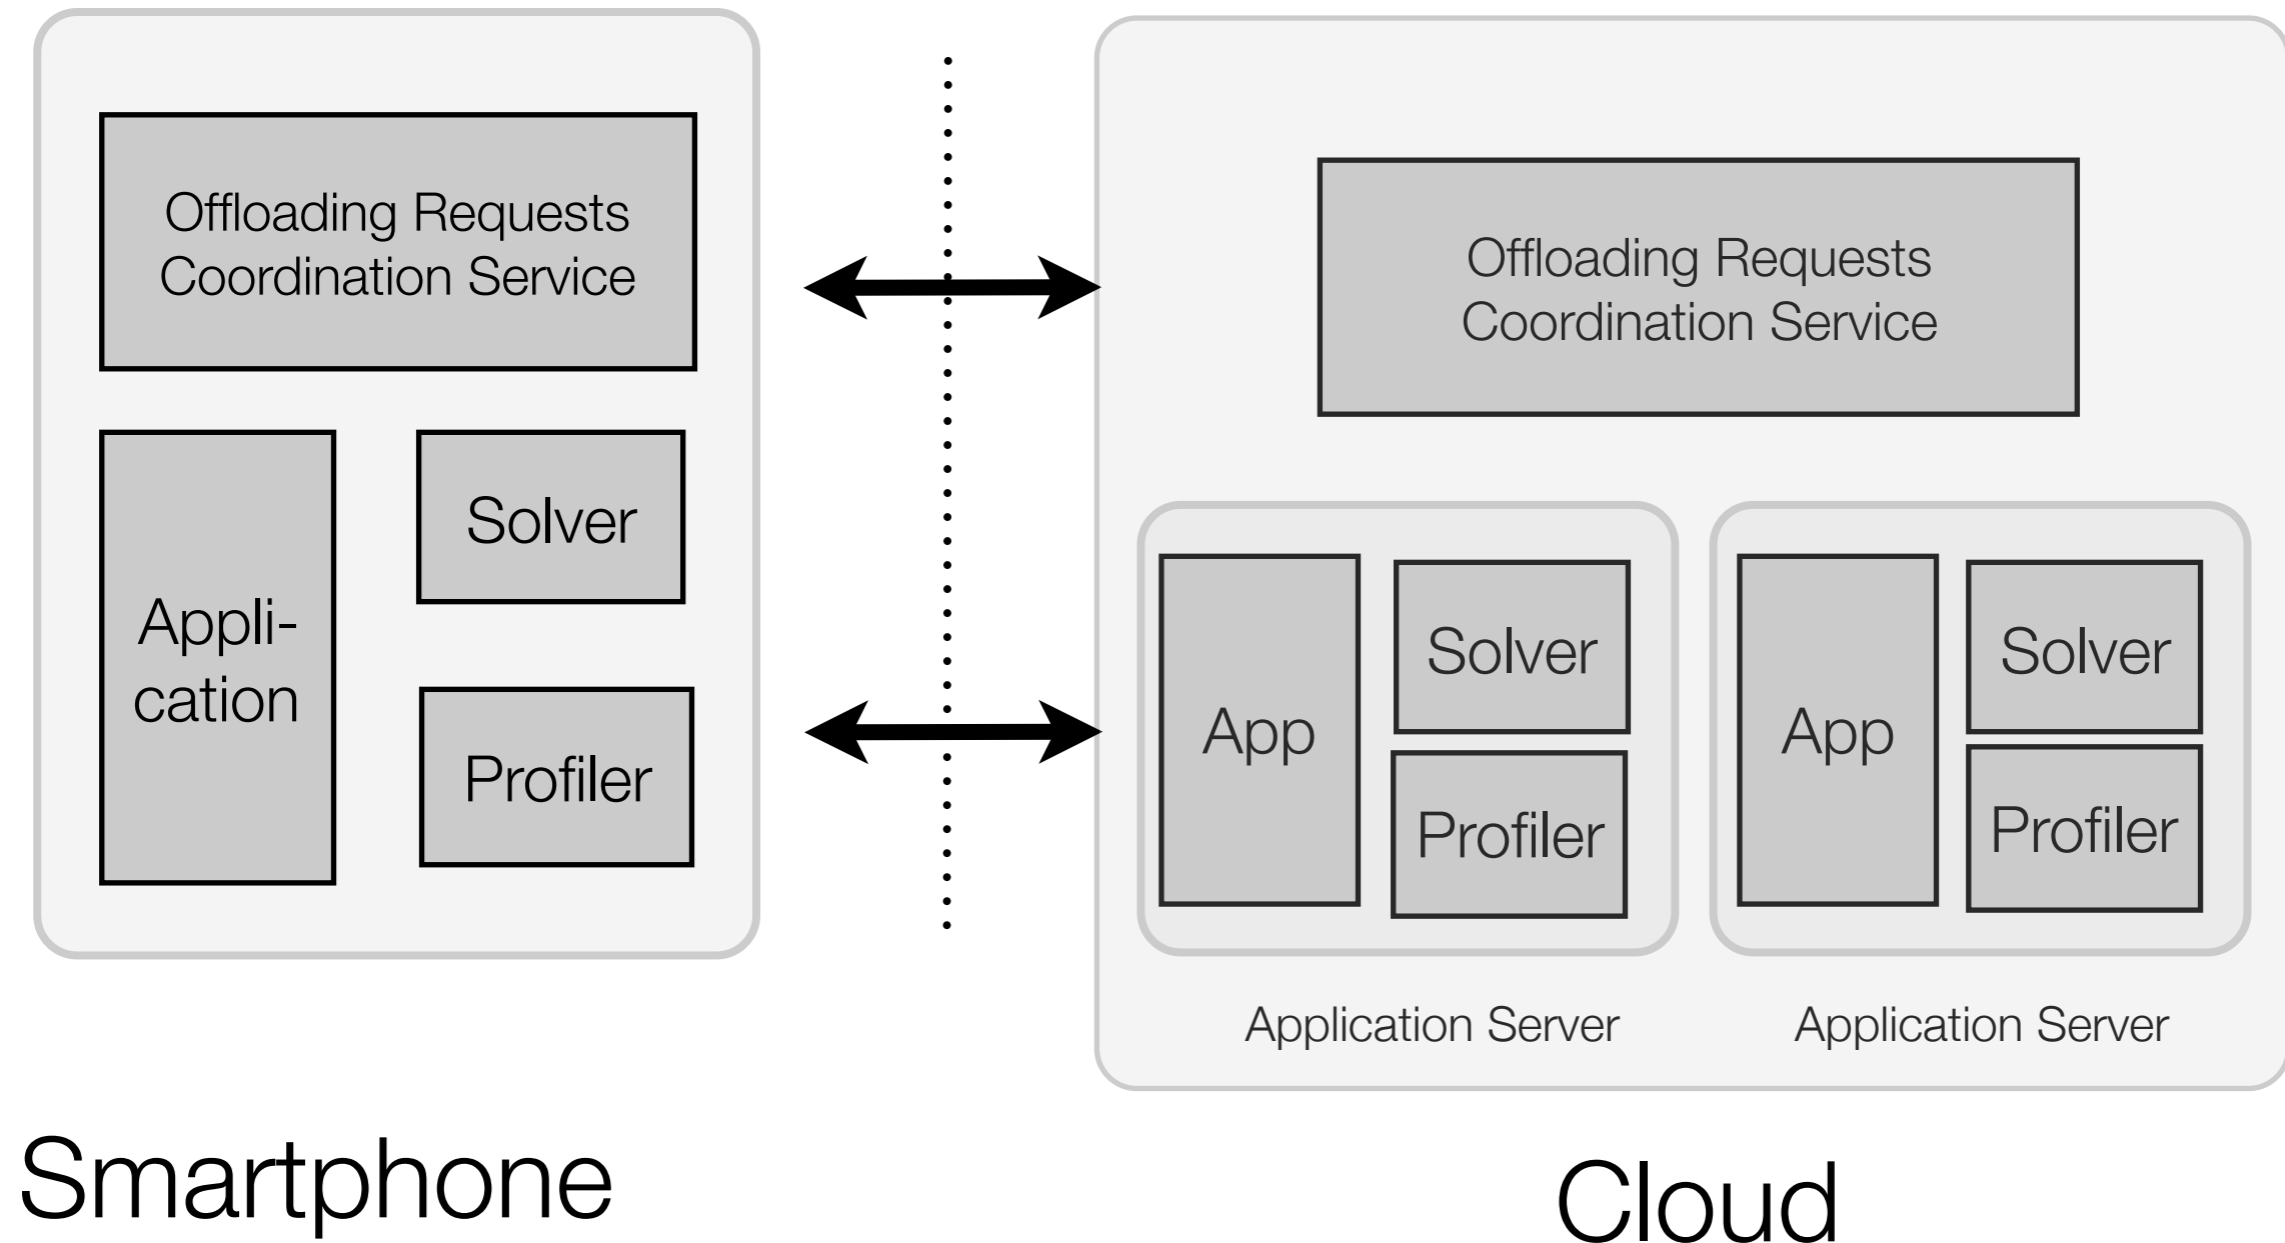 Offloading Requests
Coordination Service
Appli-
cation
Solver
Profiler
Smartphone
Offloading Requests
Coordination Service
App
Solver
Profiler
Application Server
App
Solver
Profiler
Application Server
Cloud